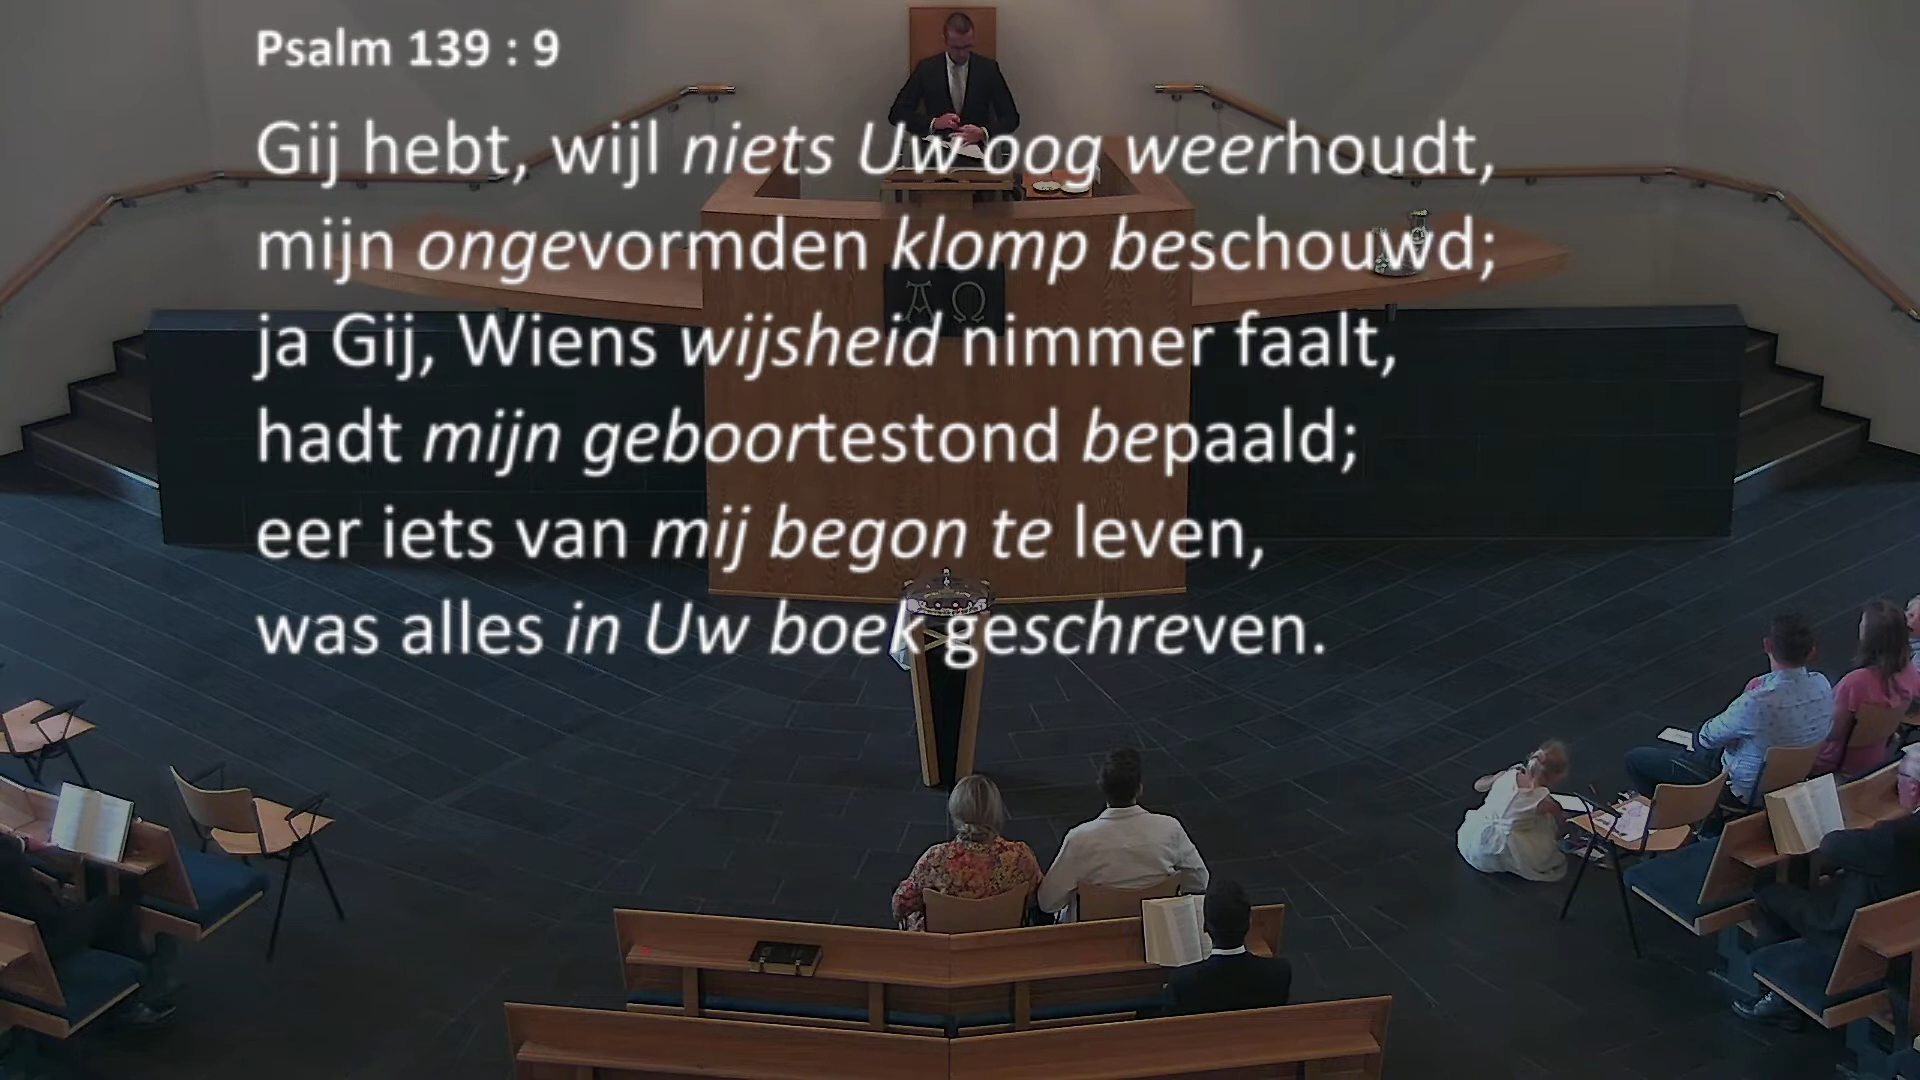 Psalm 139 : 9
Gij hebt, wijl niets Uw oog weerhoudt,
mijn ongevormden klomp beschouwd;
ja Gij, Wiens wijsheid nimmer faalt,
hadt mijn geboortestond bepaald;
eer iets van mij begon te leven,
was alles in Uw boek geschreven.
Α Ω